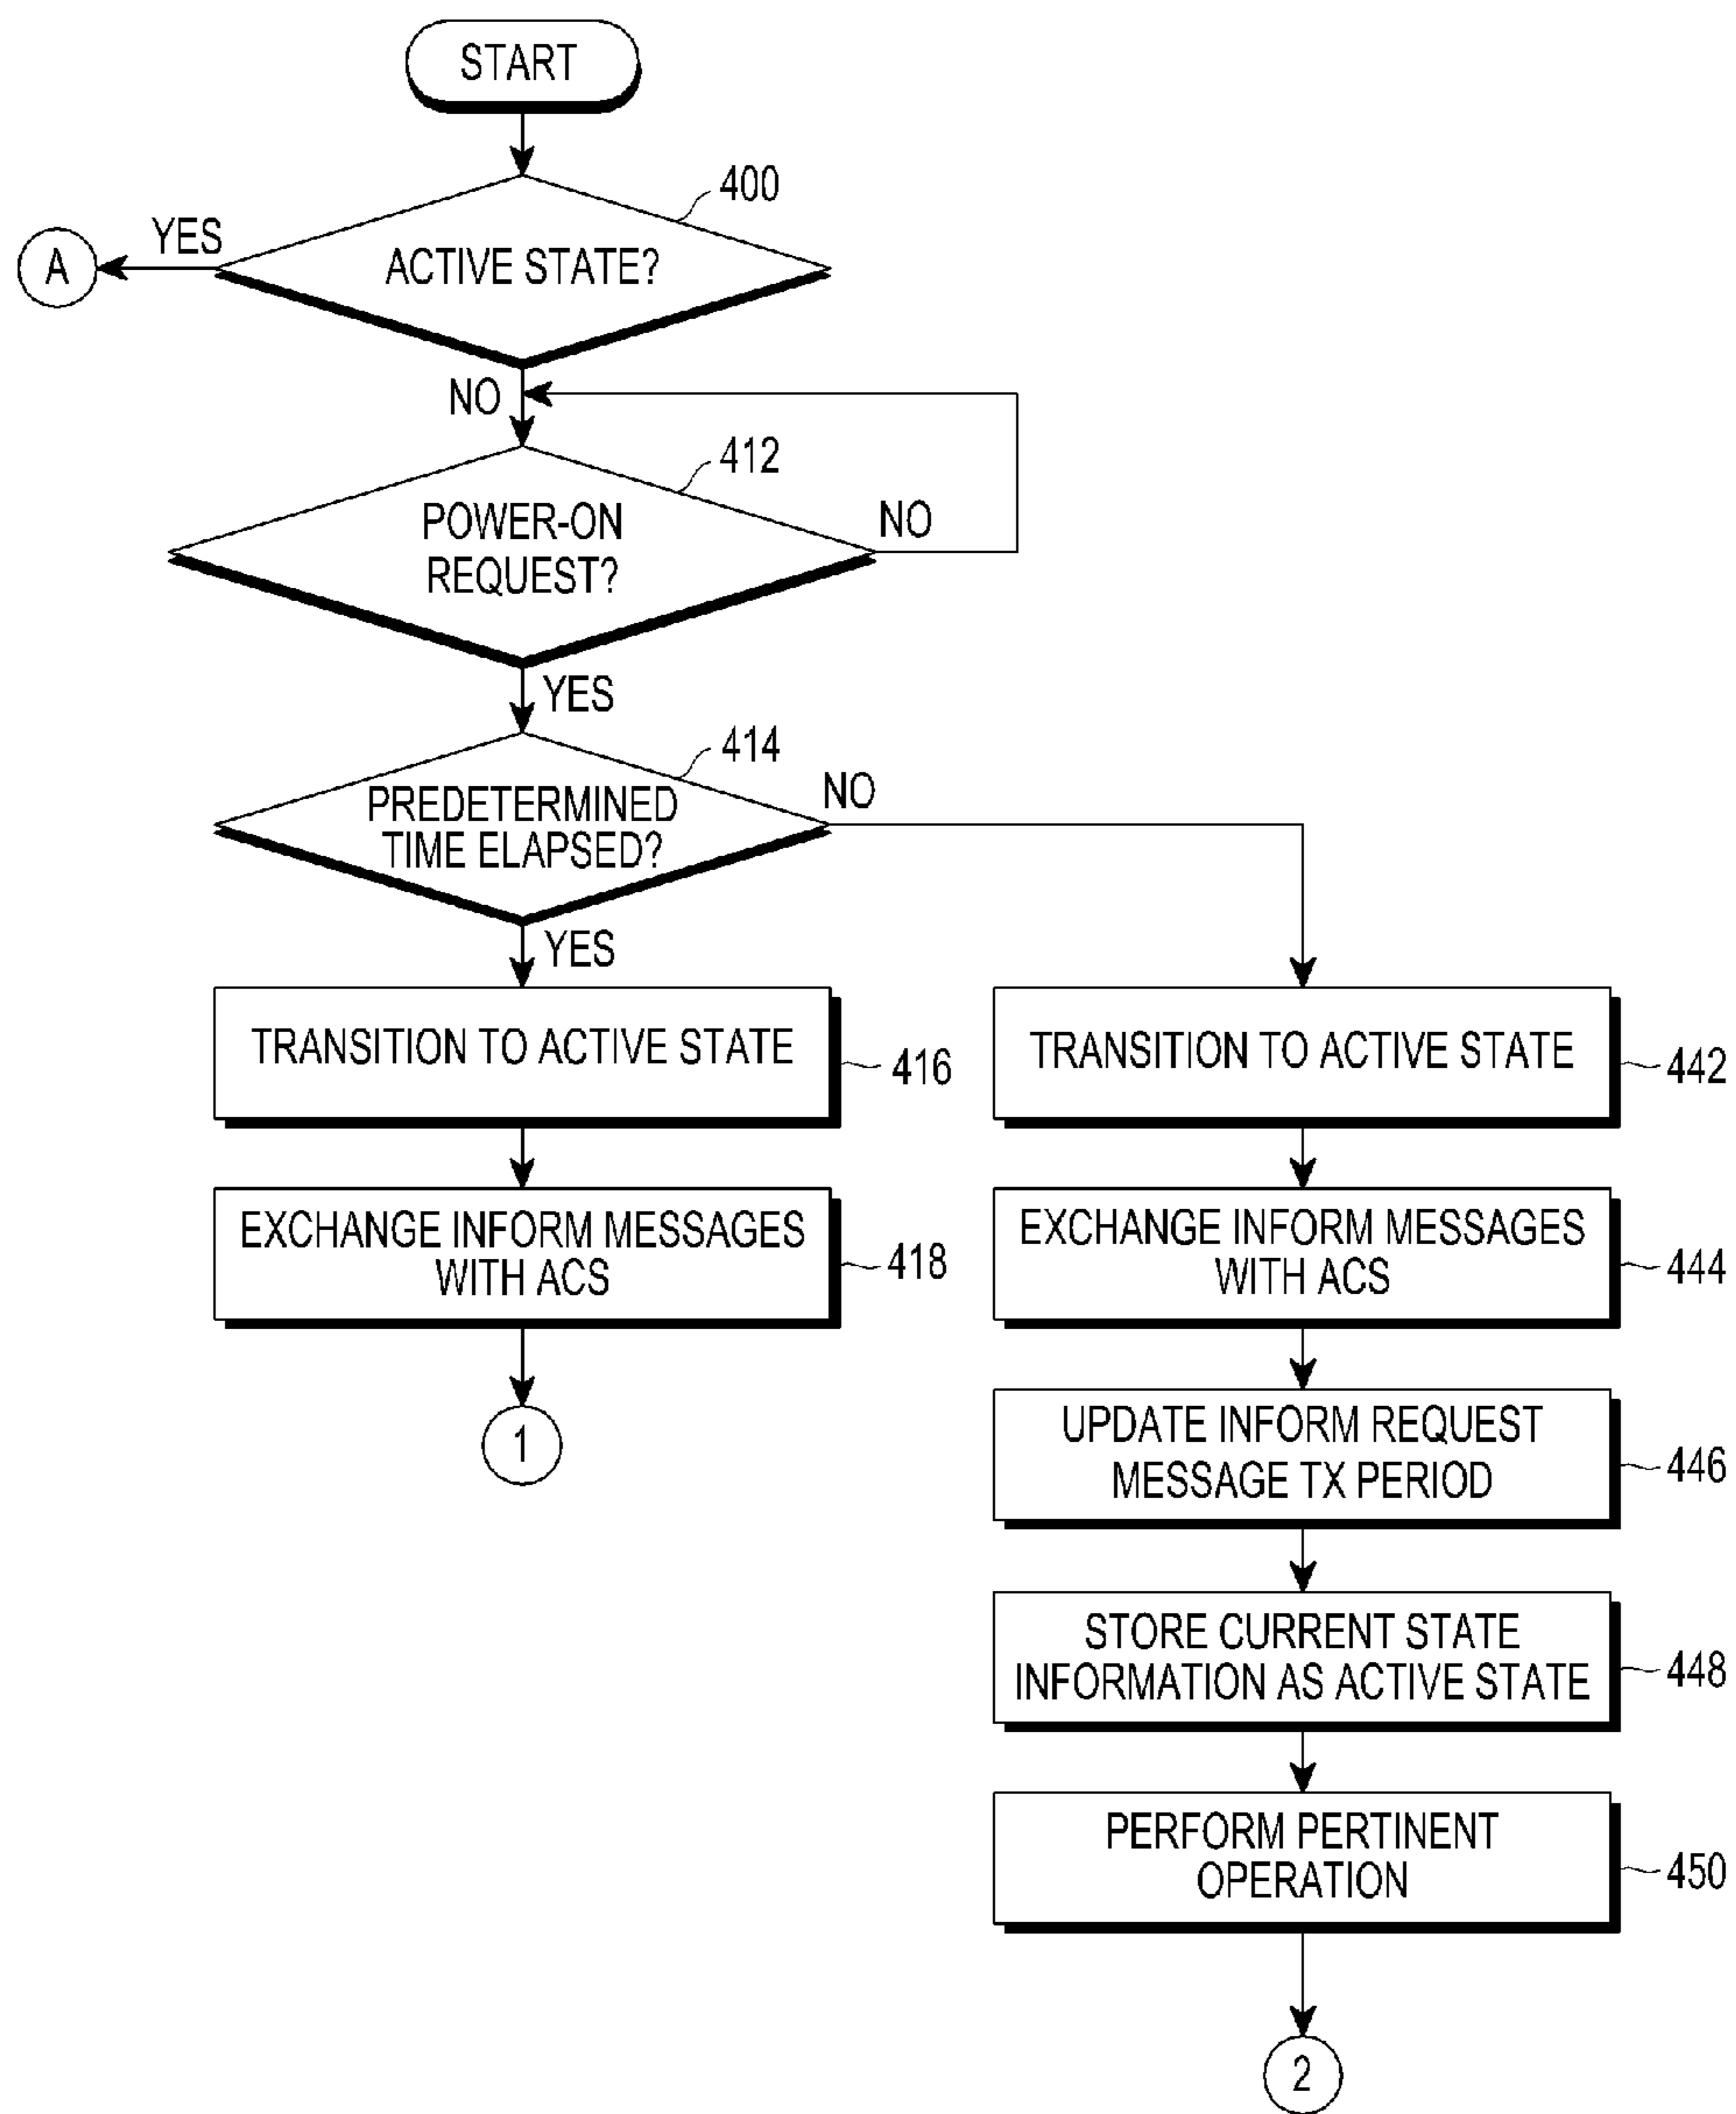 START
400
YES
A
ACTIVE STATE?
NO
412
POWER-ON
REQUEST?
NO
YES
414
PREDETERMINED
TIME ELAPSED?
NO
YES
TRANSITION TO ACTIVE STATE
416
TRANSITION TO ACTIVE STATE
442
EXCHANGE INFORM MESSAGES
WITH ACS
418
EXCHANGE INFORM MESSAGES
WITH ACS
444
1
UPDATE INFORM REQUEST
MESSAGE TX PERIOD
446
STORE CURRENT STATE
INFORMATION AS ACTIVE STATE
448
PERFORM PERTINENT
OPERATION
450
2